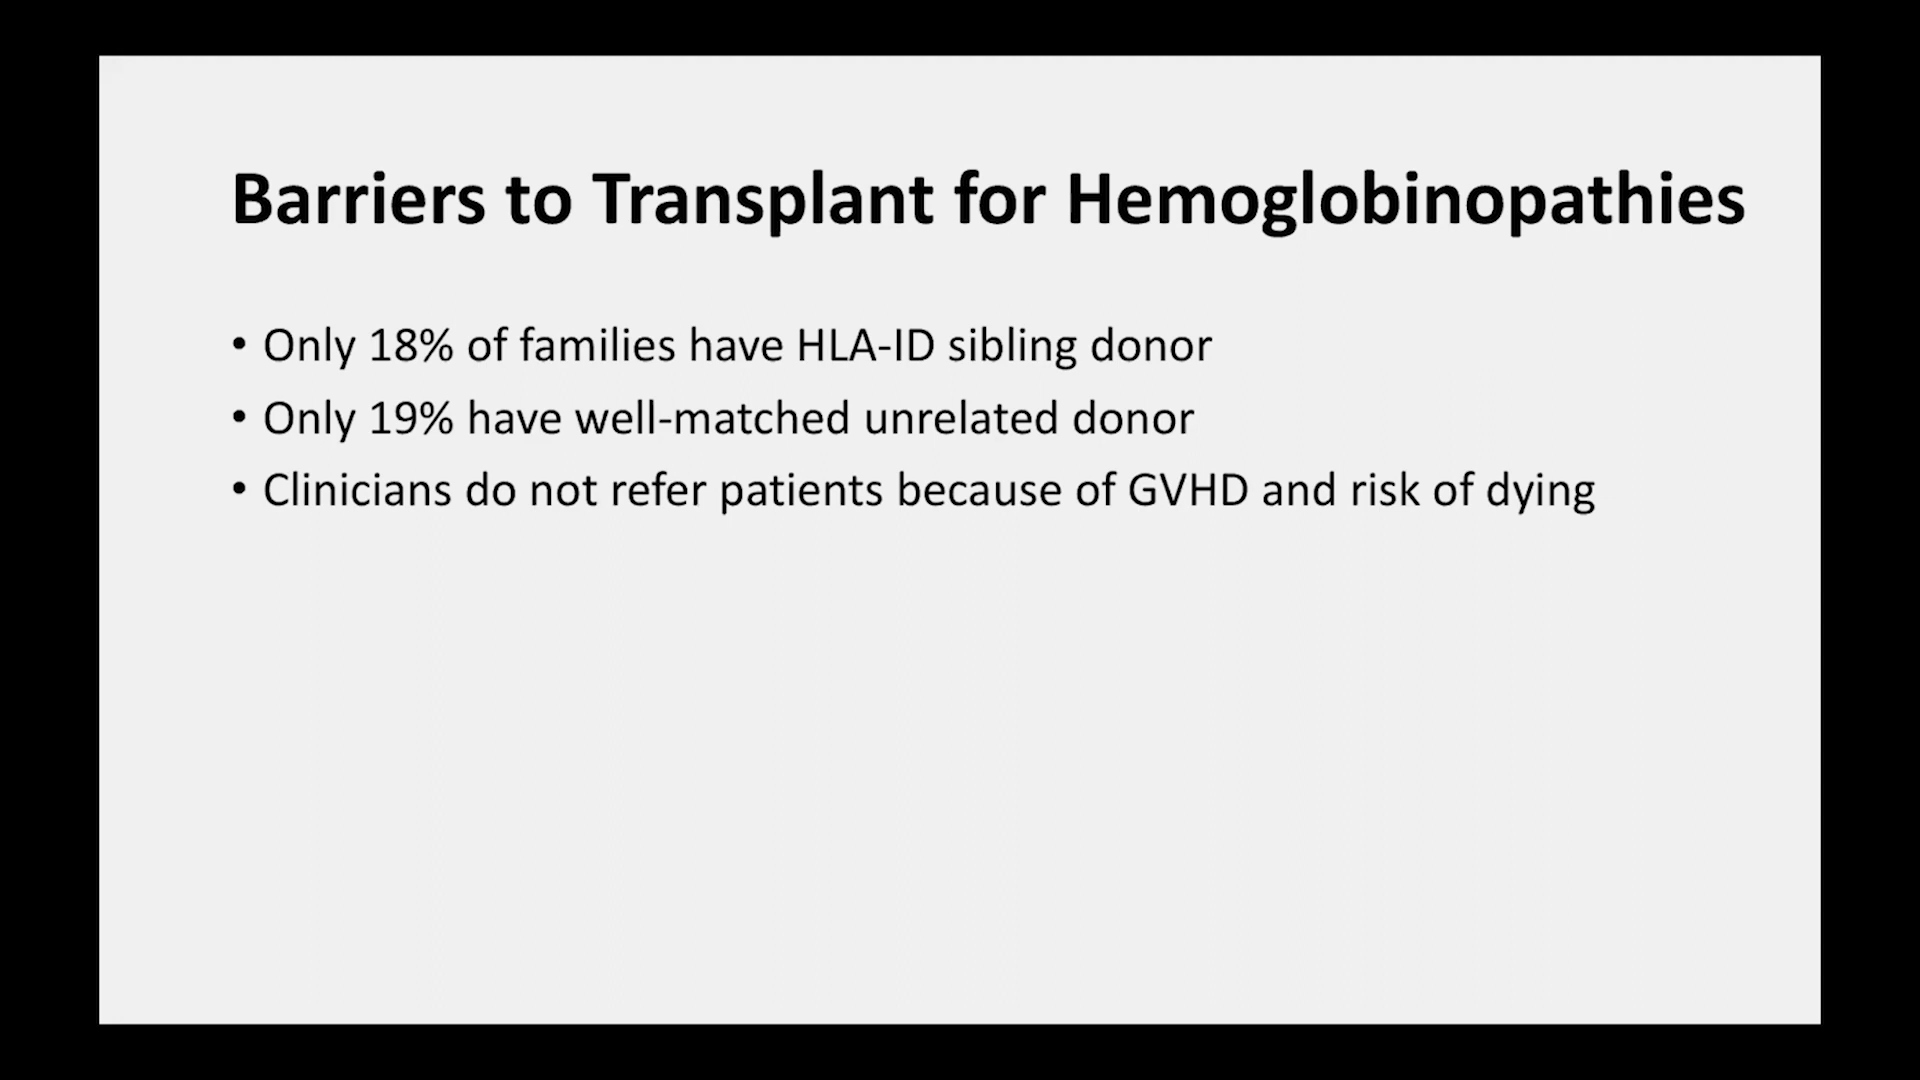 Barriers to Transplant for Hemoglobinopathies
• Only 18% of families have HLA-ID sibling donor
• Only 19% have well-matched unrelated donor
• Clinicians do not refer patients because of GVHD and risk of dying